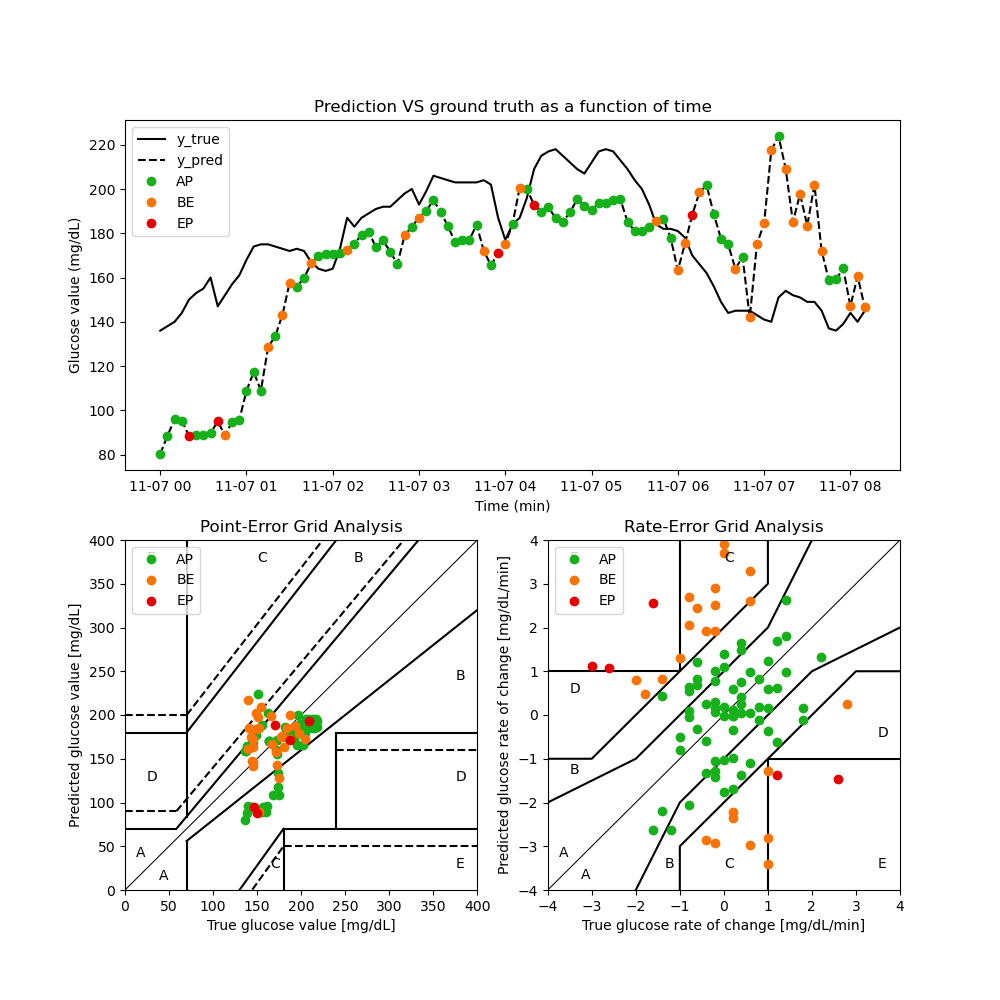 Prediction VS ground truth as a function of time
y_true
y_pred
AP
BE
EP
220
200
180
160
140
120
100
80
Glucose value (mg/dL)
11-07 00 11-07 01 11-07 02 11-07 03 11-07 04 11-07 05 11-07 06 11-07 07 11-07 08
Time (min)
Point-Error Grid Analysis
AP
BE
EP
C
B
B
D
D
A
A
C
E
400
350
300
250
200
150
100
50
0
Predicted glucose value [mg/dL]
0 50 100 150 200 250 300 350 400
True glucose value [mg/dL]
Rate-Error Grid Analysis
AP
BE
EP
C
D
D
B
A
A
B
C
E
4
3
2
1
0
−1
−2
−3
−4
Predicted glucose rate of change [mg/dL/min]
−4 −3 −2 −1 0 1 2 3 4
True glucose rate of change [mg/dL/min]